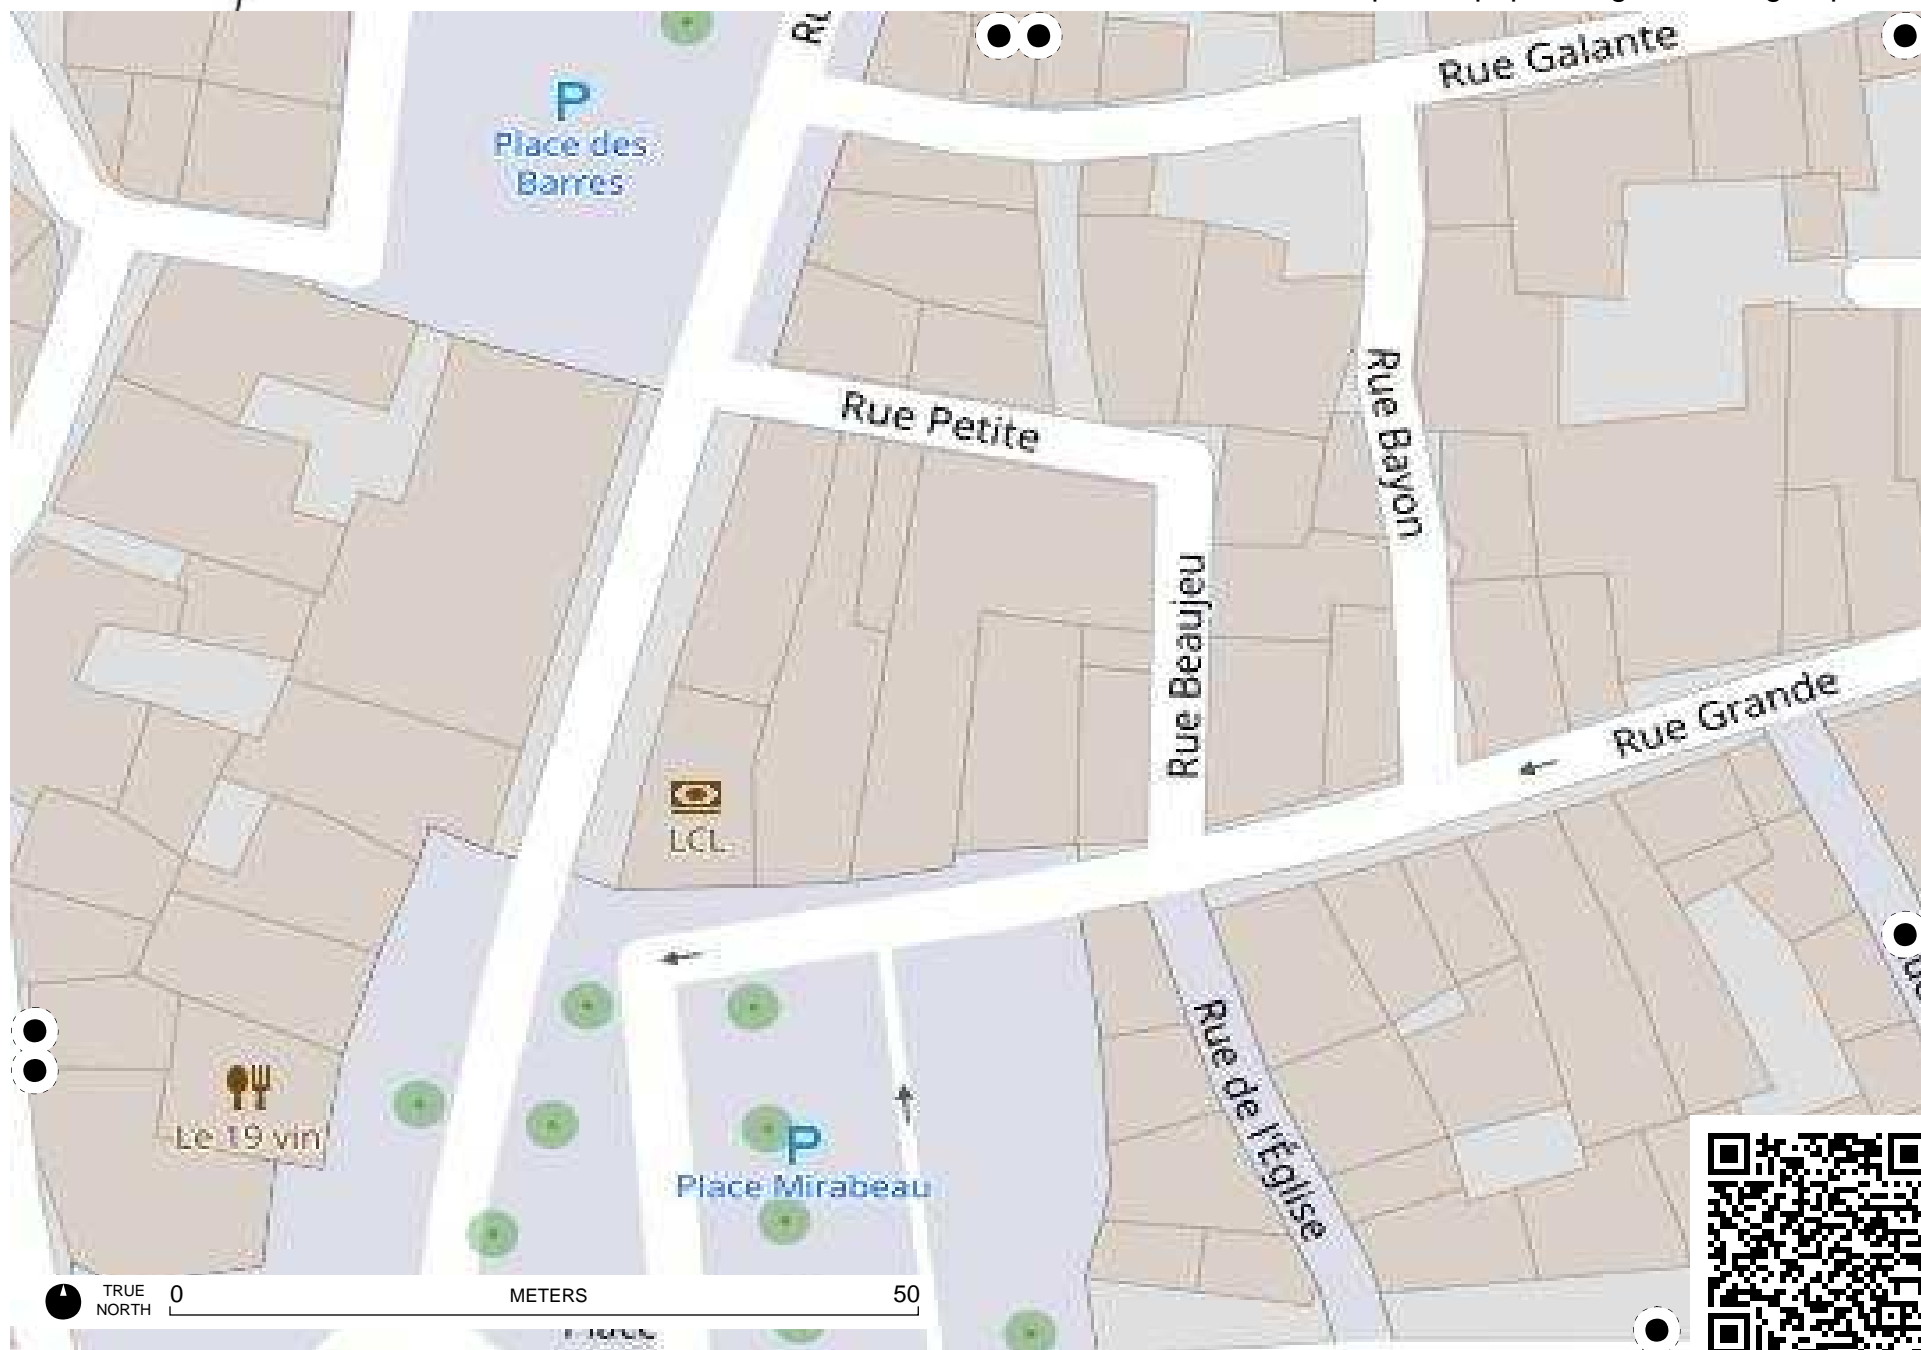 Rue Galante
P
Place des
Barres
Rue Petite
Rue Bayon
Rue Beaujeu
Rue Grande
LCL
Rue de l'Église
Le 19 vin
P
Place Mirabeau
TRUE
NORTH
0
METERS
50